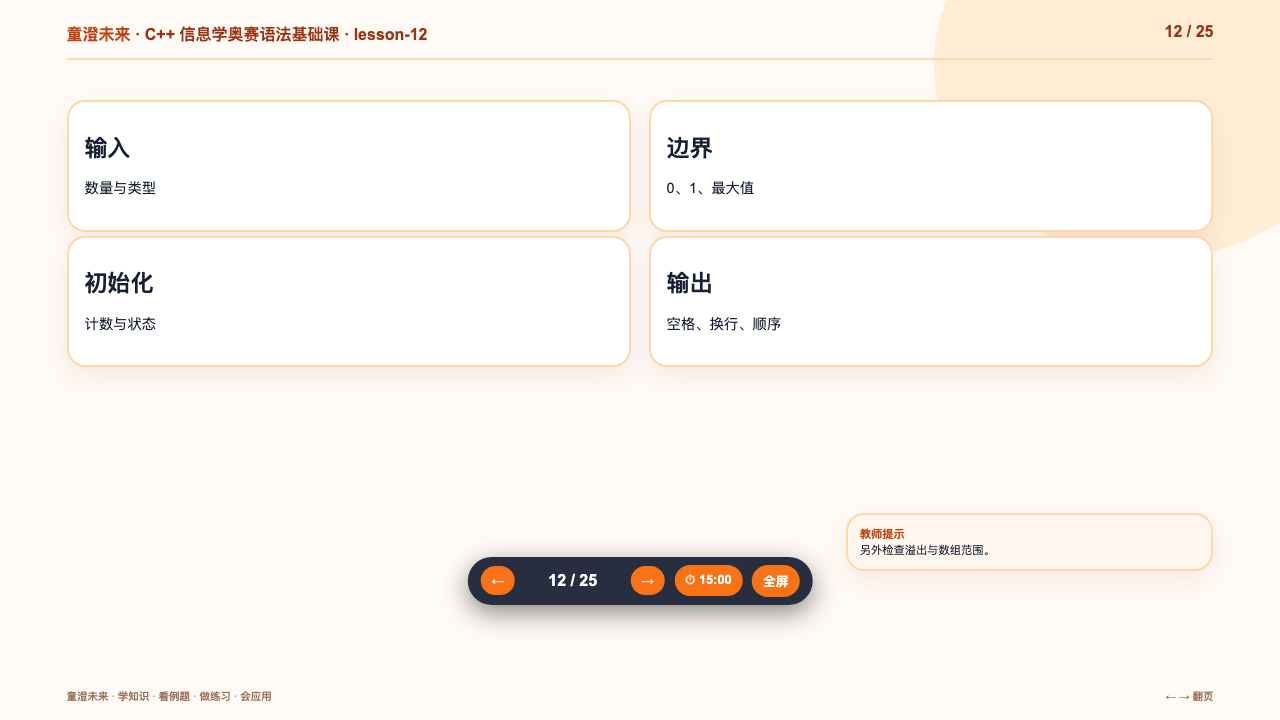 童澄未来 · C++ 信息学奥赛语法基础课 · lesson-12
12 / 25
输入
数量与类型
边界
0、1、最大值
初始化
计数与状态
输出
空格、换行、顺序
教师提示
另外检查溢出与数组范围。
← 12 / 25 → ⏱ 15:00 全屏
童澄未来 · 学知识 · 看例题 · 做练习 · 会应用
← → 翻页